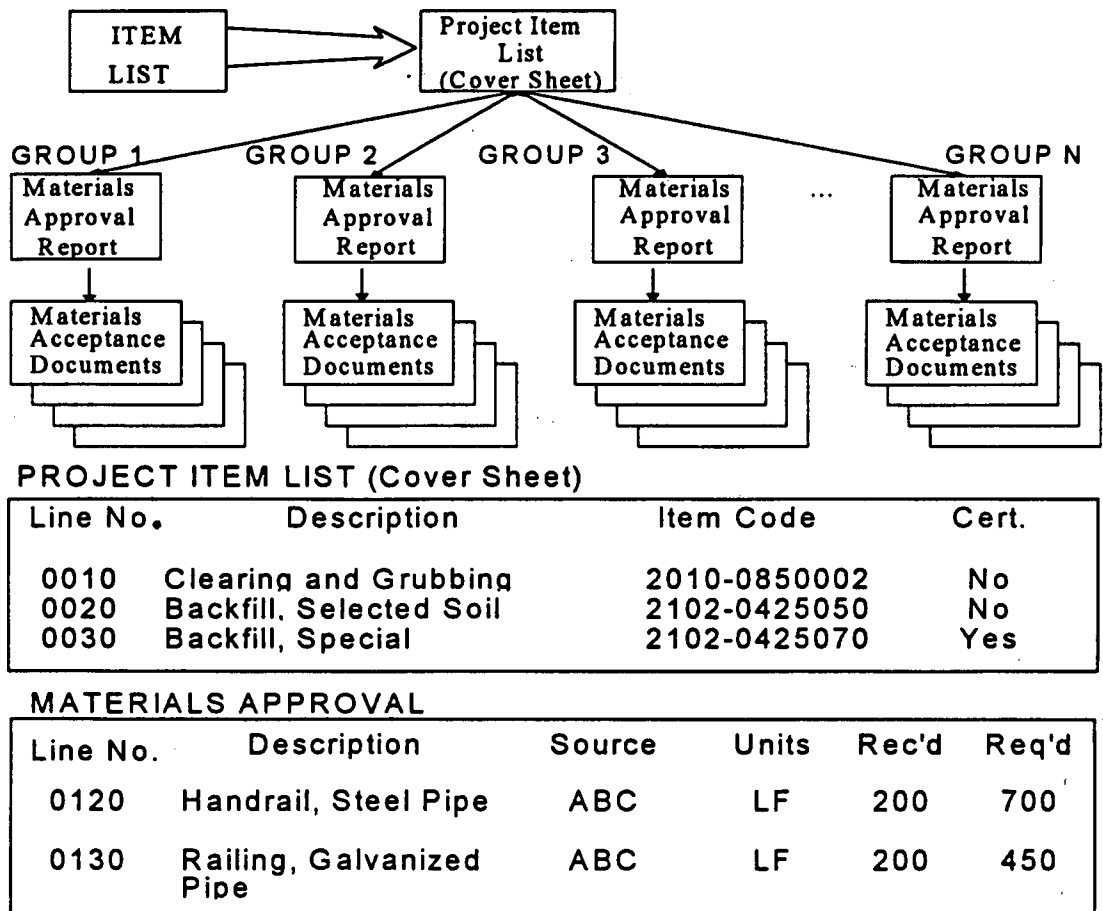 ITEM
LIST
Project Item
List
(Cover Sheet)
GROUP 1
GROUP 2
GROUP 3
GROUP N
Materials
Approval
Report
Materials
Approval
Report
Materials
Approval
Report
...
Materials
Approval
Report
Materials
Acceptance
Documents
Materials
Acceptance
Documents
Materials
Acceptance
Documents
Materials
Acceptance
Documents
PROJECT ITEM LIST (Cover Sheet)
Line No. Description Item Code Cert.
0010 Clearing and Grubbing 2010-0850002 No
0020 Backfill, Selected Soil 2102-0425050 No
0030 Backfill, Special 2102-0425070 Yes
MATERIALS APPROVAL
Line No. Description Source Units Rec'd Req'd
0120 Handrail, Steel Pipe ABC LF 200 700
0130 Railing, Galvanized ABC LF 200 450
Pipe